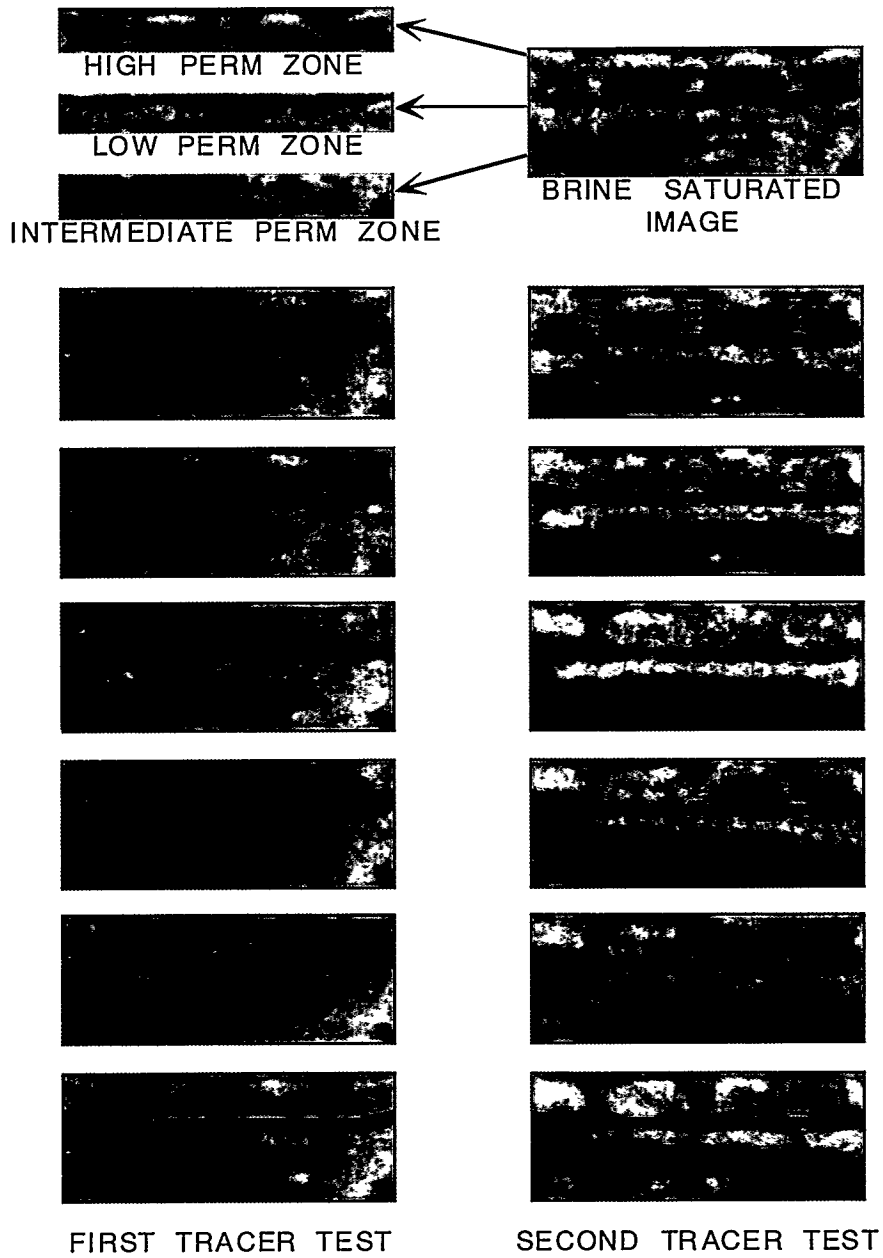 HIGH PERM ZONE
LOW PERM ZONE
INTERMEDIATE PERM ZONE
BRINE SATURATED
IMAGE
FIRST TRACER TEST
SECOND TRACER TEST